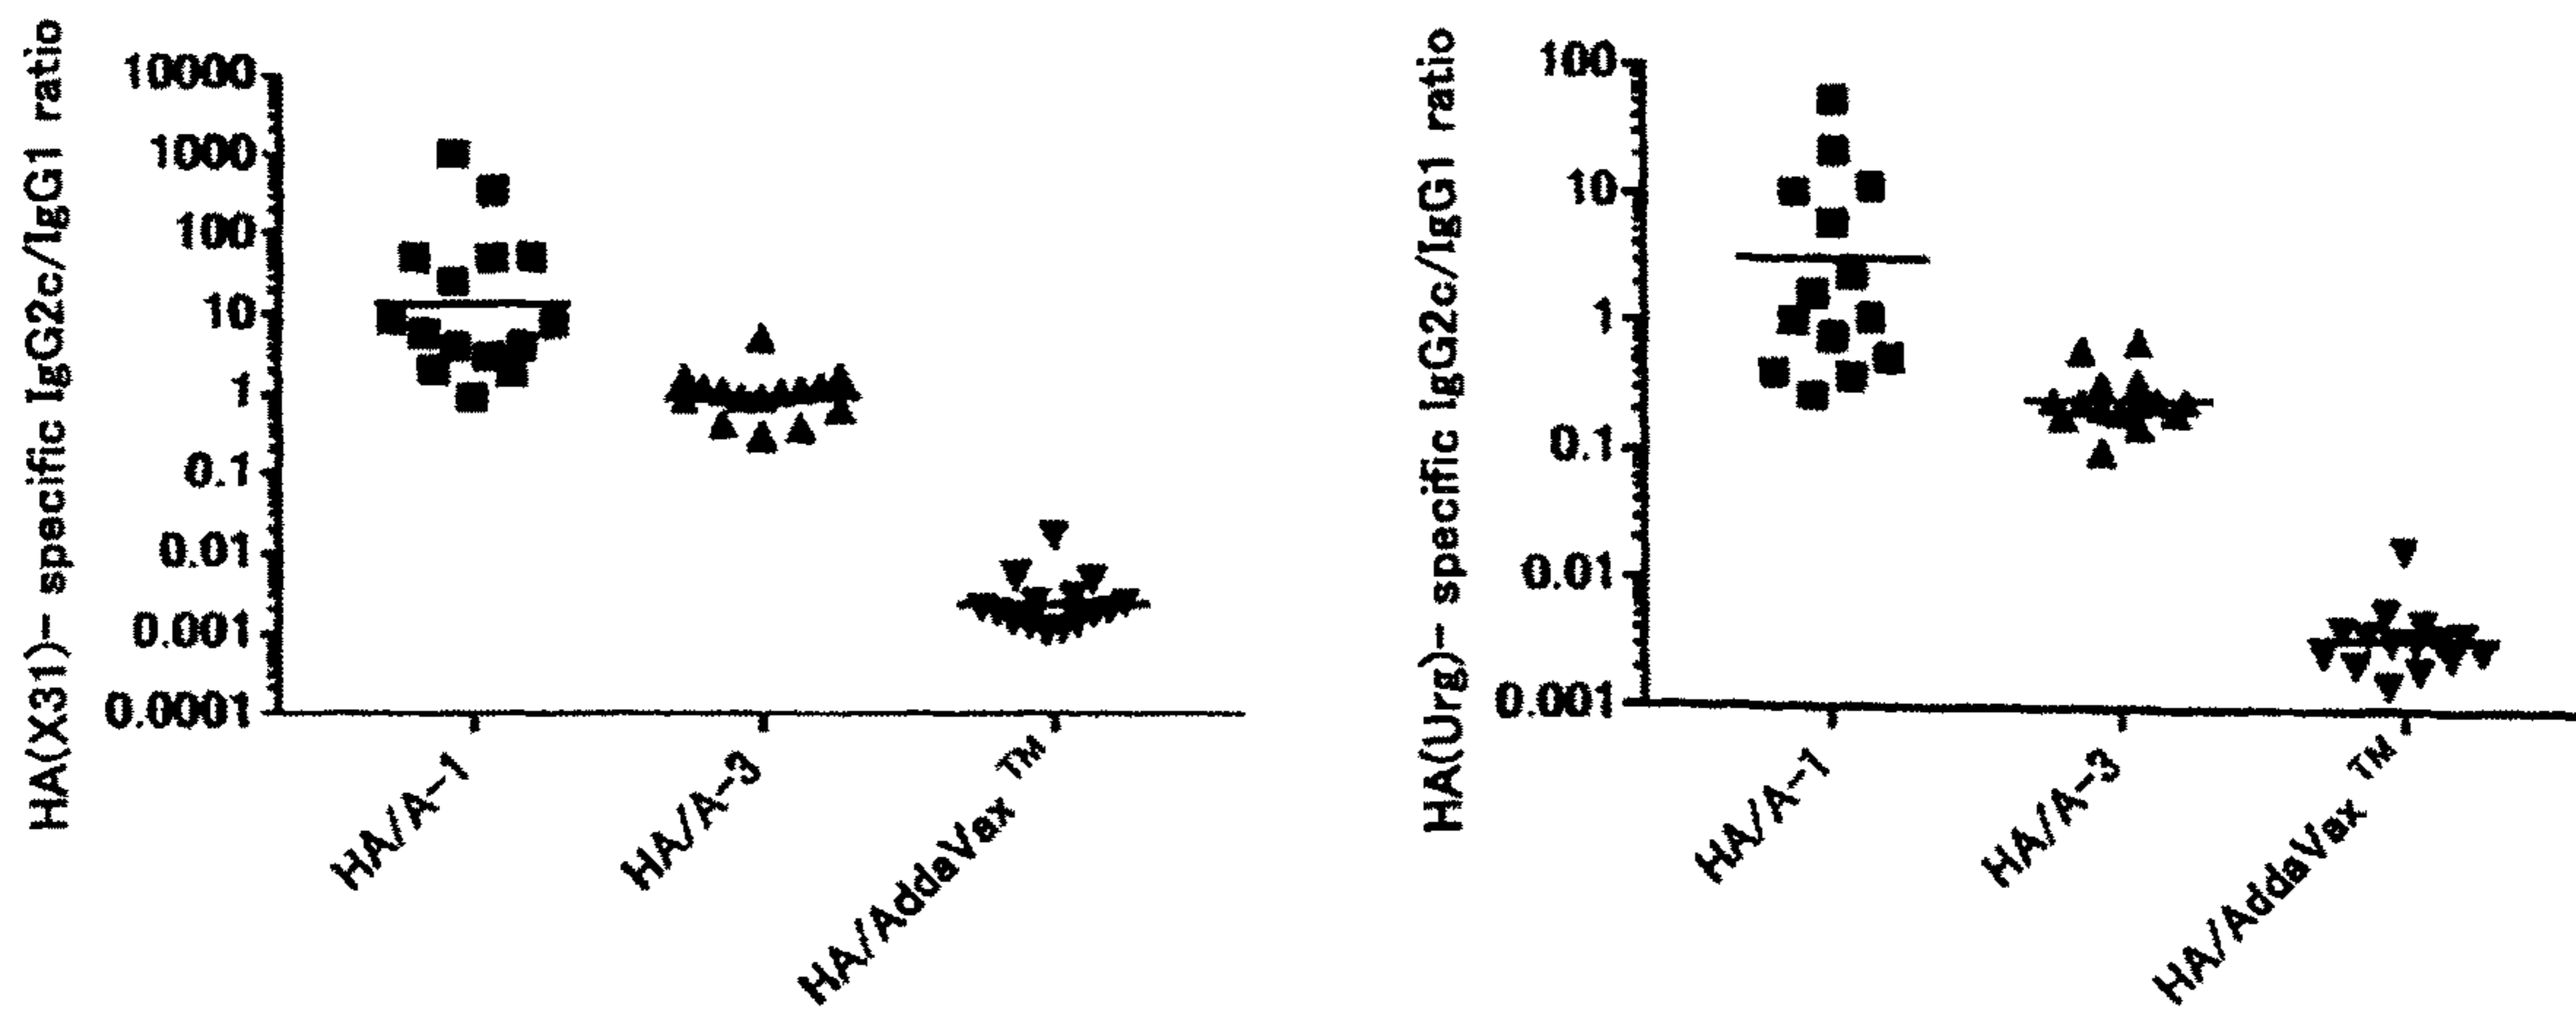 HA(X31)- specific IgG2c/IgG1 ratio
10000
1000
100
10
1
0.1
0.01
0.001
0.0001
HA/A-1
HA/A-3
HA/AddaVax TM
HA(Urg)- specific IgG2c/IgG1 ratio
100
10
1
0.1
0.01
0.001
HA/A-1
HA/A-3
HA/AddaVax TM